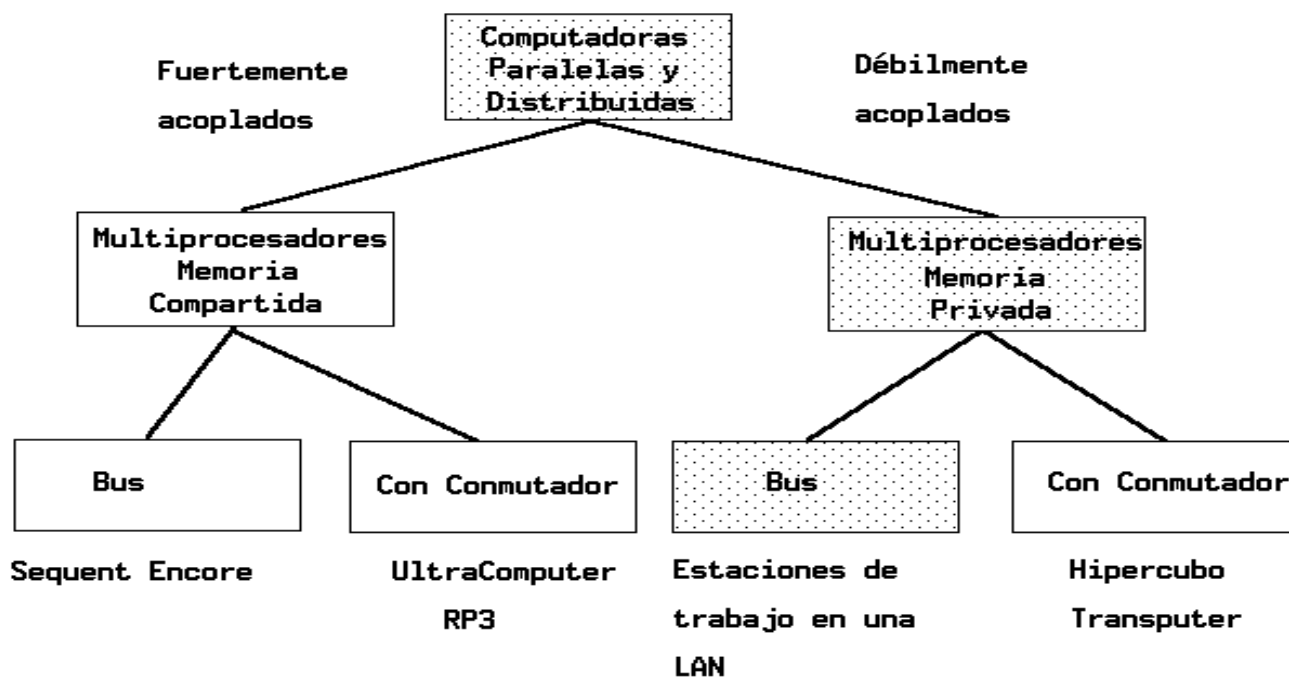 Computadoras
Paralelas y
Distribuidas
Fuertemente
acoplados
Débilmente
acoplados
Multiprocesadores
Memoria
Compartida
Multiprocesadores
Memoria
Privada
Bus
Con Conmutador
Bus
Con Conmutador
Sequent Encore
UltraComputer
RP3
Estaciones de
trabajo en una
LAN
Hipercubo
Transputer